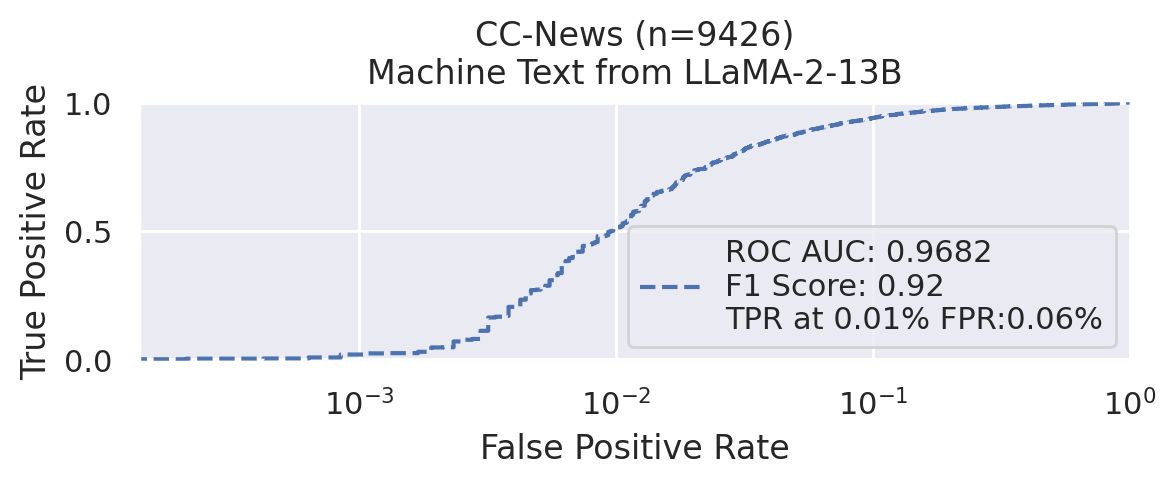 CC-News (n=9426)
Machine Text from LLaMA-2-13B
True Positive Rate
1.0
0.5
0.0
ROC AUC: 0.9682
F1 Score: 0.92
TPR at 0.01% FPR:0.06%
10⁻³
10⁻²
10⁻¹
10⁰
False Positive Rate